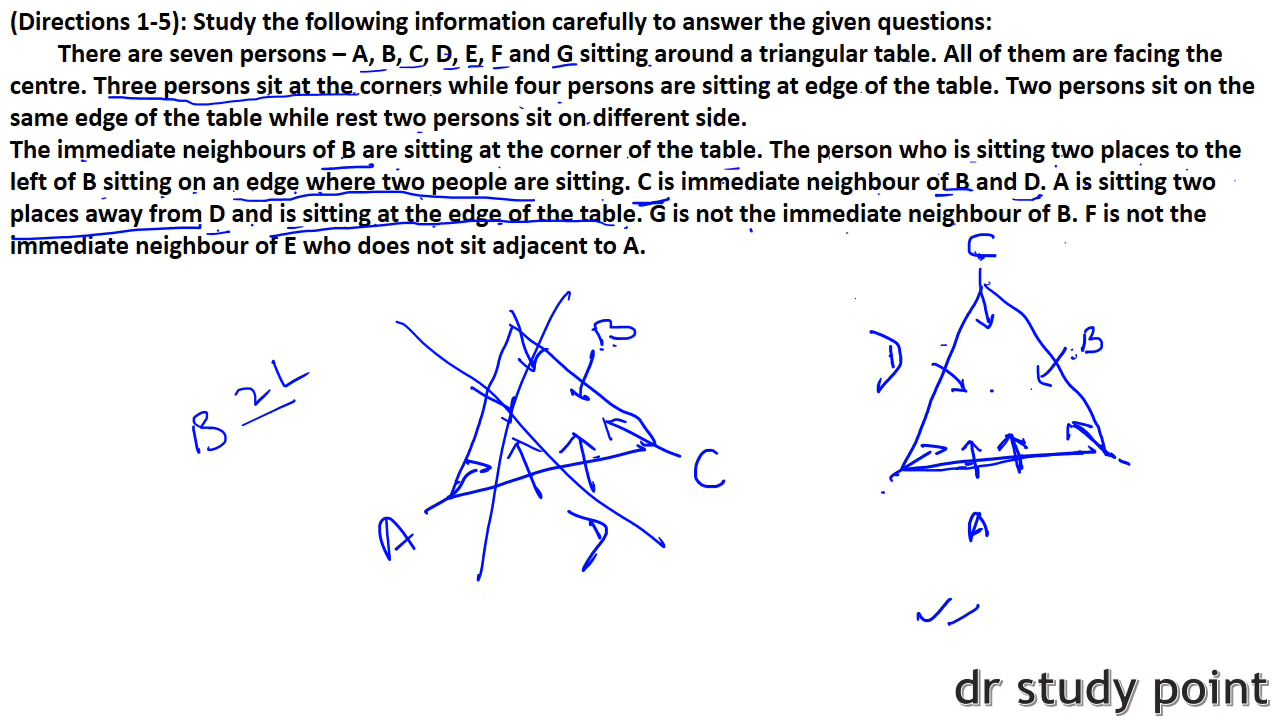 (Directions 1-5): Study the following information carefully to answer the given questions:
There are seven persons – A, B, C, D, E, F and G sitting around a triangular table. All of them are facing the
centre. Three persons sit at the corners while four persons are sitting at edge of the table. Two persons sit on the
same edge of the table while rest two persons sit on different side.
The immediate neighbours of B are sitting at the corner of the table. The person who is sitting two places to the
left of B sitting on an edge where two people are sitting. C is immediate neighbour of B and D. A is sitting two
places away from D and is sitting at the edge of the table. G is not the immediate neighbour of B. F is not the
immediate neighbour of E who does not sit adjacent to A.
C
B
D
B
B 2L
C
A
D
A
dr study point